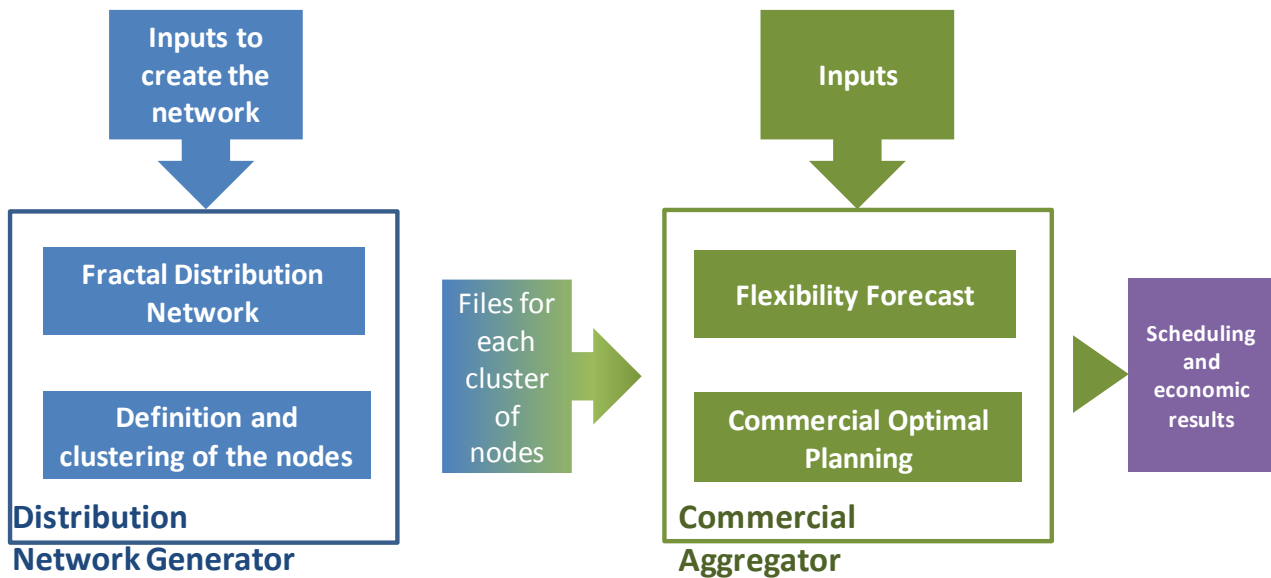 Inputs to
create the
network
Inputs
Fractal Distribution
Network
Definition and
clustering of the nodes
Distribution
Network Generator
Files for
each
cluster
of
nodes
Flexibility Forecast
Commercial Optimal
Planning
Commercial
Aggregator
Scheduling
and
economic
results